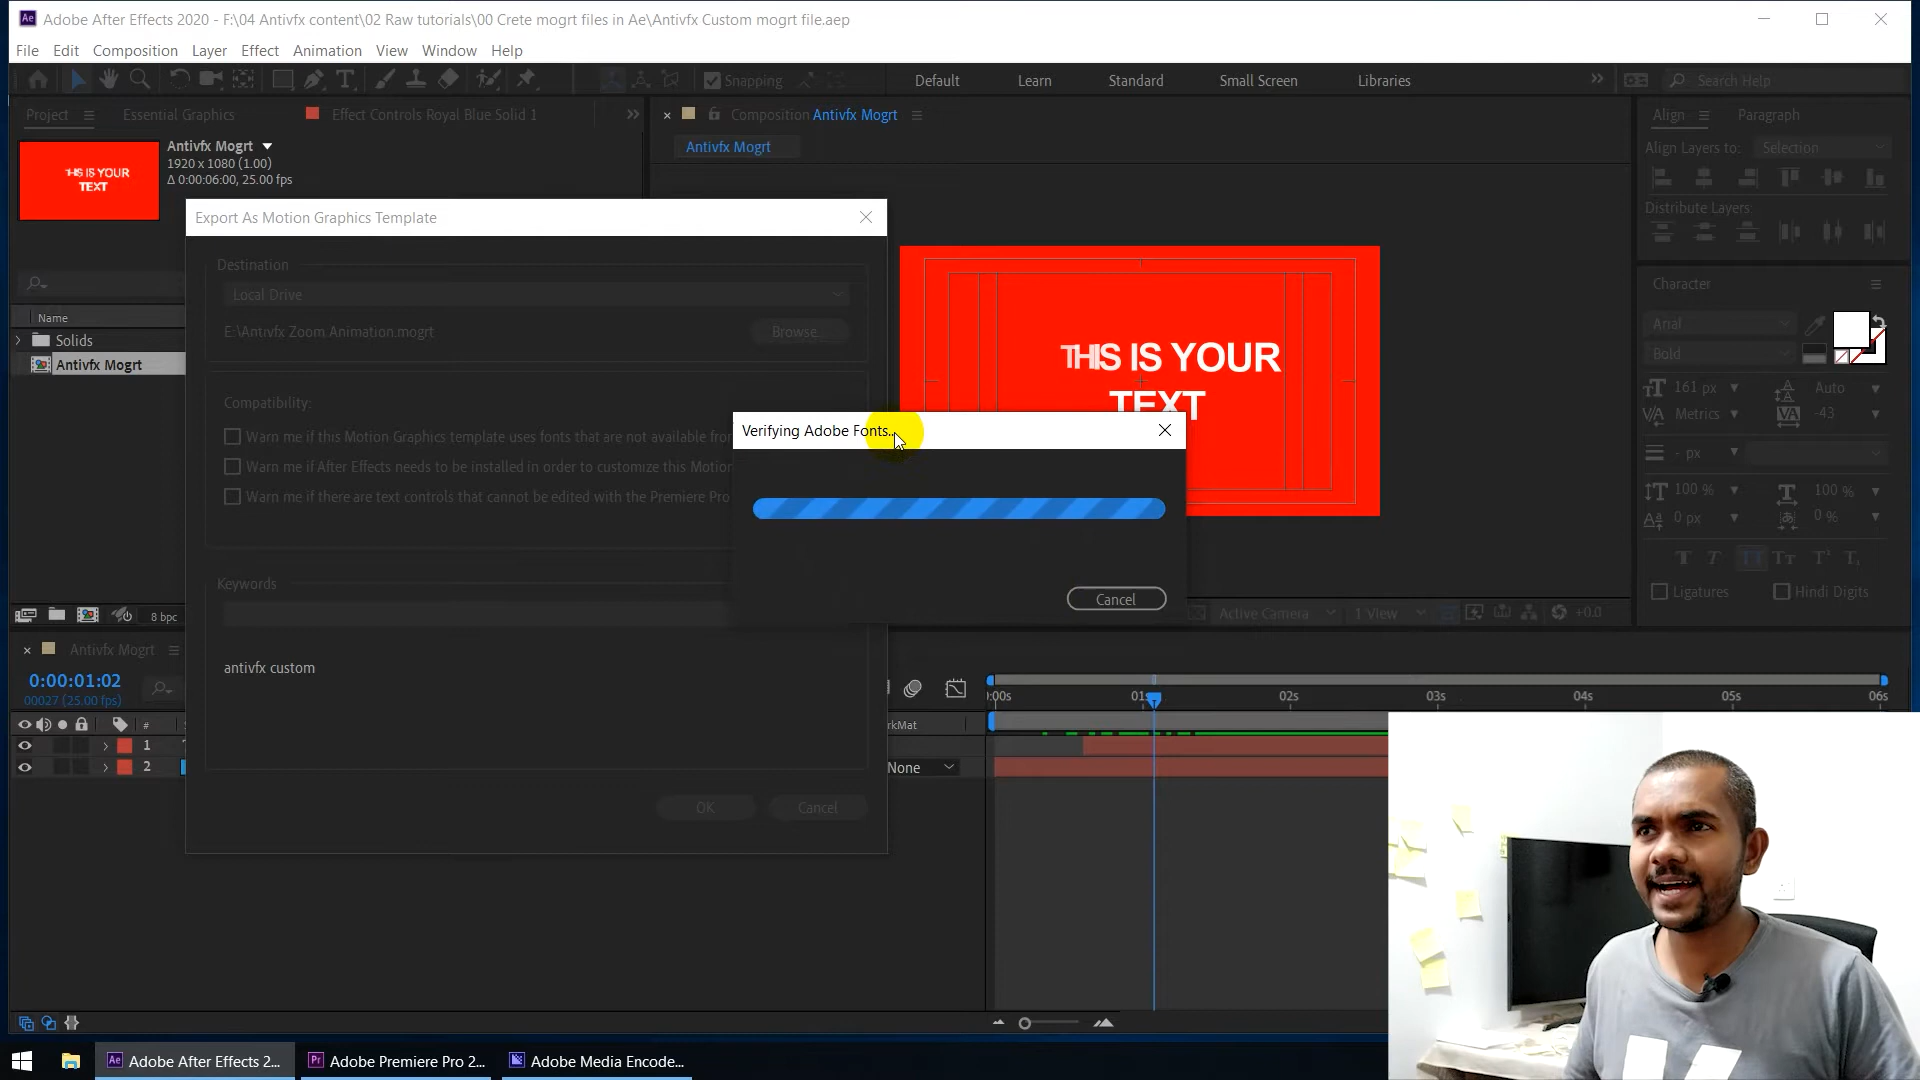 Adobe After Effects 2020 - F:\04 Antivfx content\02 Raw tutorials\00 Crete mogrt files in Ae\Antivfx Custom mogrt file.aep
File Edit Composition Layer Effect Animation View Window Help
Snapping Default Learn Standard Small Screen Libraries Search Help
Project Essential Graphics Effect Controls Royal Blue Solid 1
Composition Antivfx Mogrt
Align Paragraph
Antivfx Mogrt
1920 x 1080 (1.00)
Δ 0:00:06:00, 25.00 fps
THIS IS YOUR
TEXT
Antivfx Mogrt
Align Layers to: Selection
Distribute Layers:
Export As Motion Graphics Template
Destination
Local Drive
E:\Antivfx Zoom Animation.mogrt
Browse...
Compatibility:
Warn me if this Motion Graphics template uses fonts that are not available fro
Warn me if After Effects needs to be installed in order to customize this Motion
Warn me if there are text controls that cannot be edited with the Premiere Pro
Keywords
antivfx custom
OK Cancel
Name
Solids
Antivfx Mogrt
8 bpc
THIS IS YOUR
TEXT
Verifying Adobe Fonts...
Cancel
Active Camera 1 View +0.0
Character
Arial
Bold
161 px Auto
Metrics -43
- px
100 % 100 %
0 px 0 %
Ligatures Hindi Digits
Antivfx Mogrt
0:00:01:02
00027 (25.00 fps)
#
rkMat
1
2
None
):00s 01s 02s 03s 04s 05s 06s
Adobe After Effects 2... Adobe Premiere Pro 2... Adobe Media Encode...